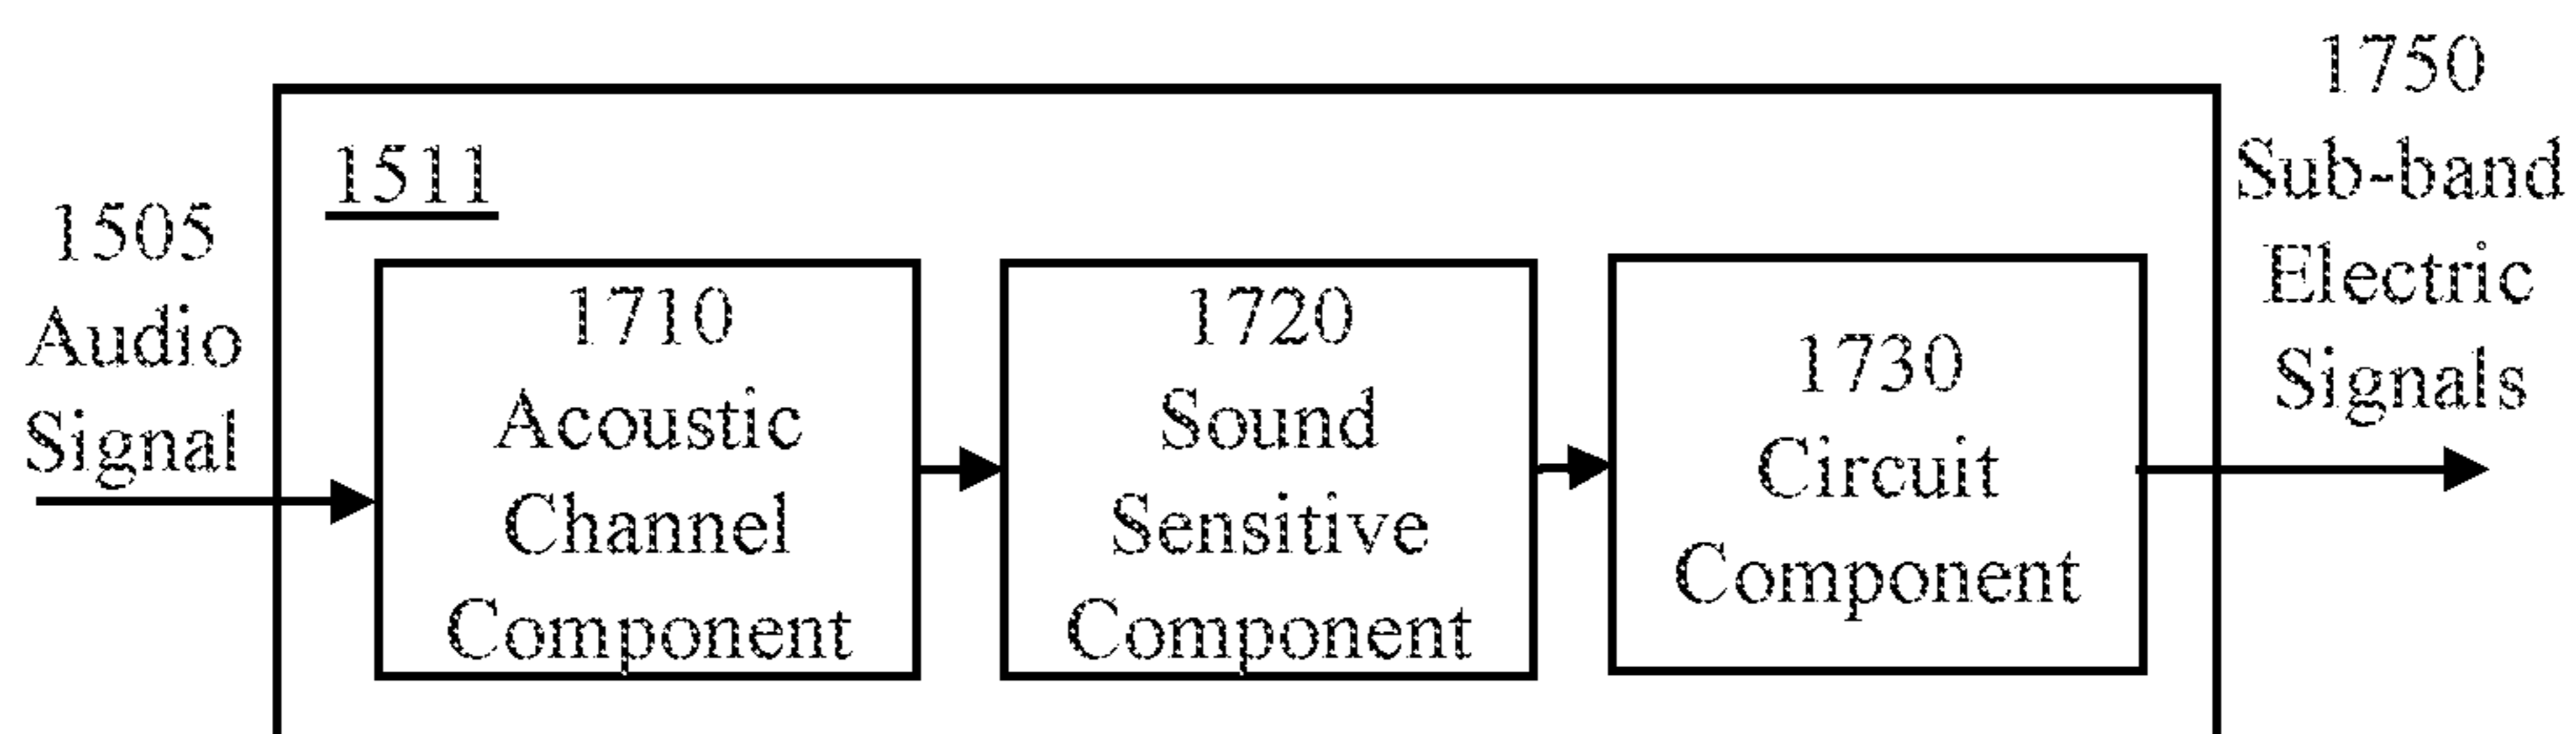 1511
1505
Audio
Signal
1710
Acoustic
Channel
Component
1720
Sound
Sensitive
Component
1730
Circuit
Component
1750
Sub-band
Electric
Signals